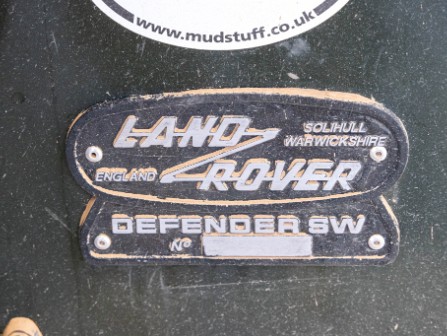 www.mudstuff.co.uk
LAND ROVER
SOLIHULL
WARWICKSHIRE
ENGLAND
DEFENDER SW
Nº